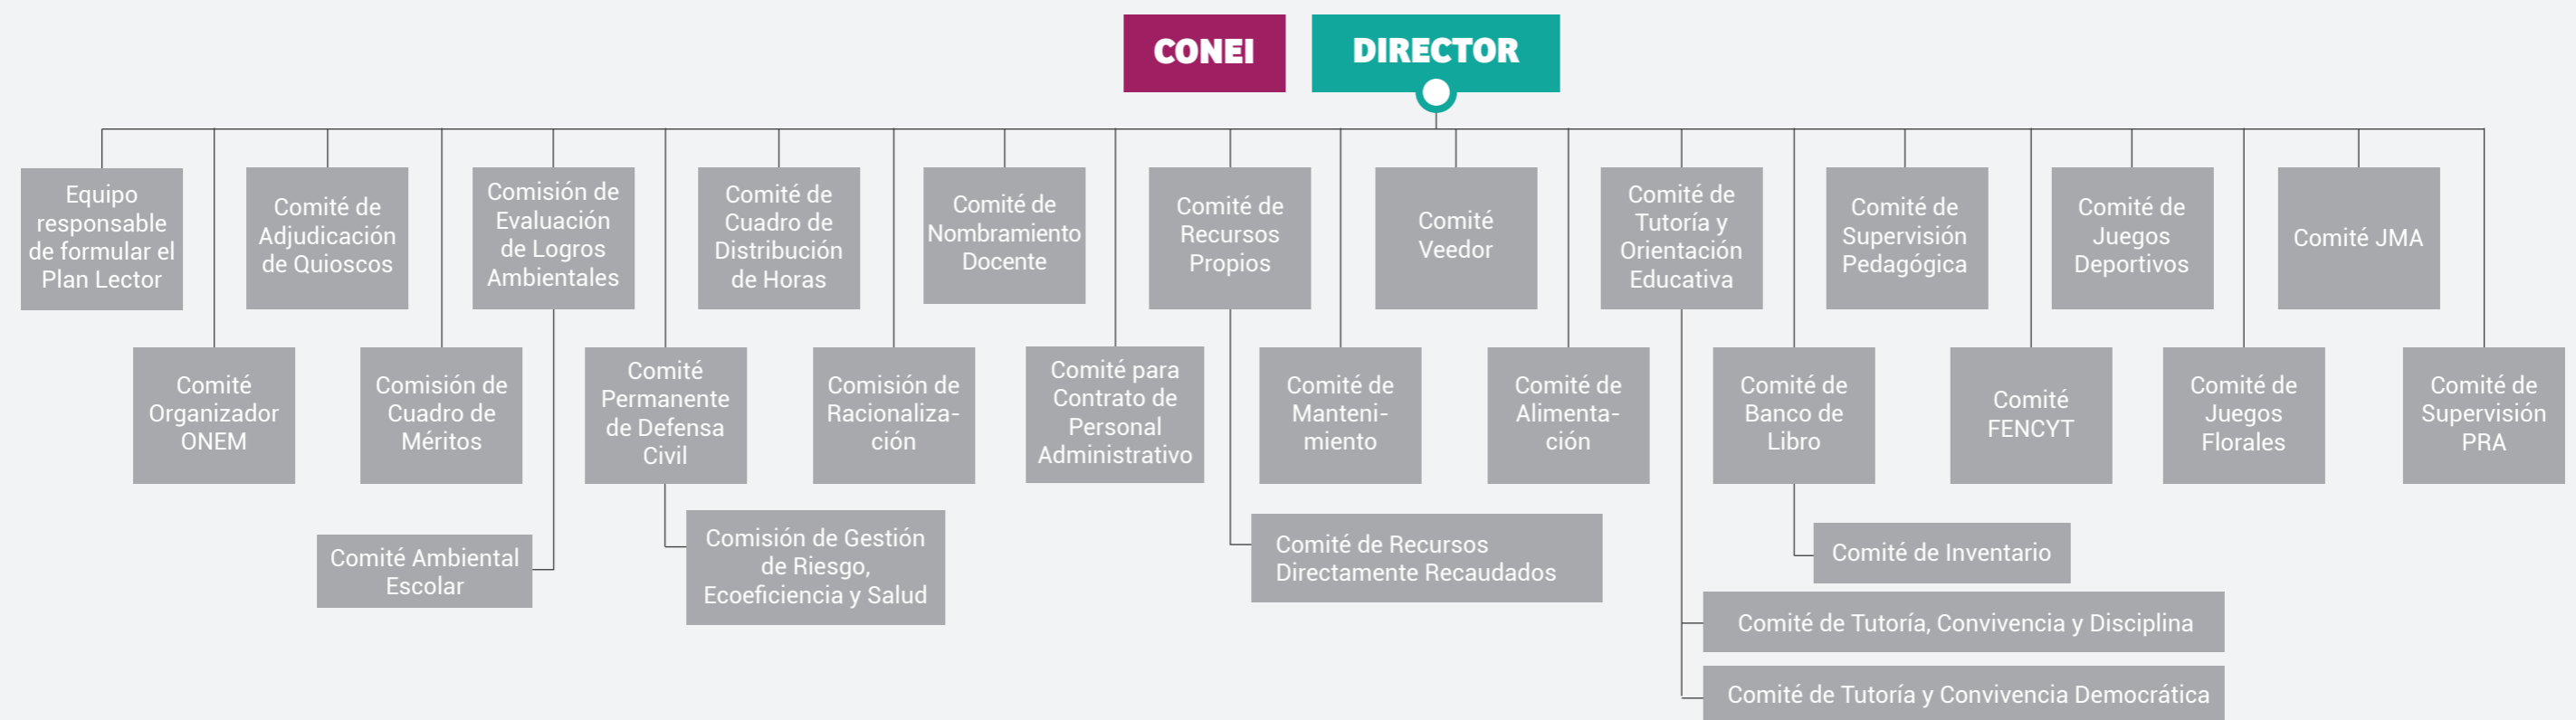 CONEI
DIRECTOR
Equipo
responsable
de formular el
Plan Lector
Comité de
Adjudicación
de Quioscos
Comisión de
Evaluación
de Logros
Ambientales
Comité de
Cuadro de
Distribución
de Horas
Comité de
Nombramiento
Docente
Comité de
Recursos
Propios
Comité
Veedor
Comité de
Tutoría y
Orientación
Educativa
Comité de
Supervisión
Pedagógica
Comité de
Juegos
Deportivos
Comité JMA
Comité
Organizador
ONEM
Comisión de
Cuadro de
Méritos
Comité
Permanente
de Defensa
Civil
Comisión de
Racionaliza-
ción
Comité para
Contrato de
Personal
Administrativo
Comité de
Manteni-
miento
Comité de
Alimenta-
ción
Comité de
Banco de
Libro
Comité
FENCYT
Comité de
Juegos
Florales
Comité de
Supervisión
PRA
Comité Ambiental
Escolar
Comisión de Gestión
de Riesgo,
Ecoeficiencia y Salud
Comité de Recursos
Directamente Recaudados
Comité de Inventario
Comité de Tutoría, Convivencia y Disciplina
Comité de Tutoría y Convivencia Democrática